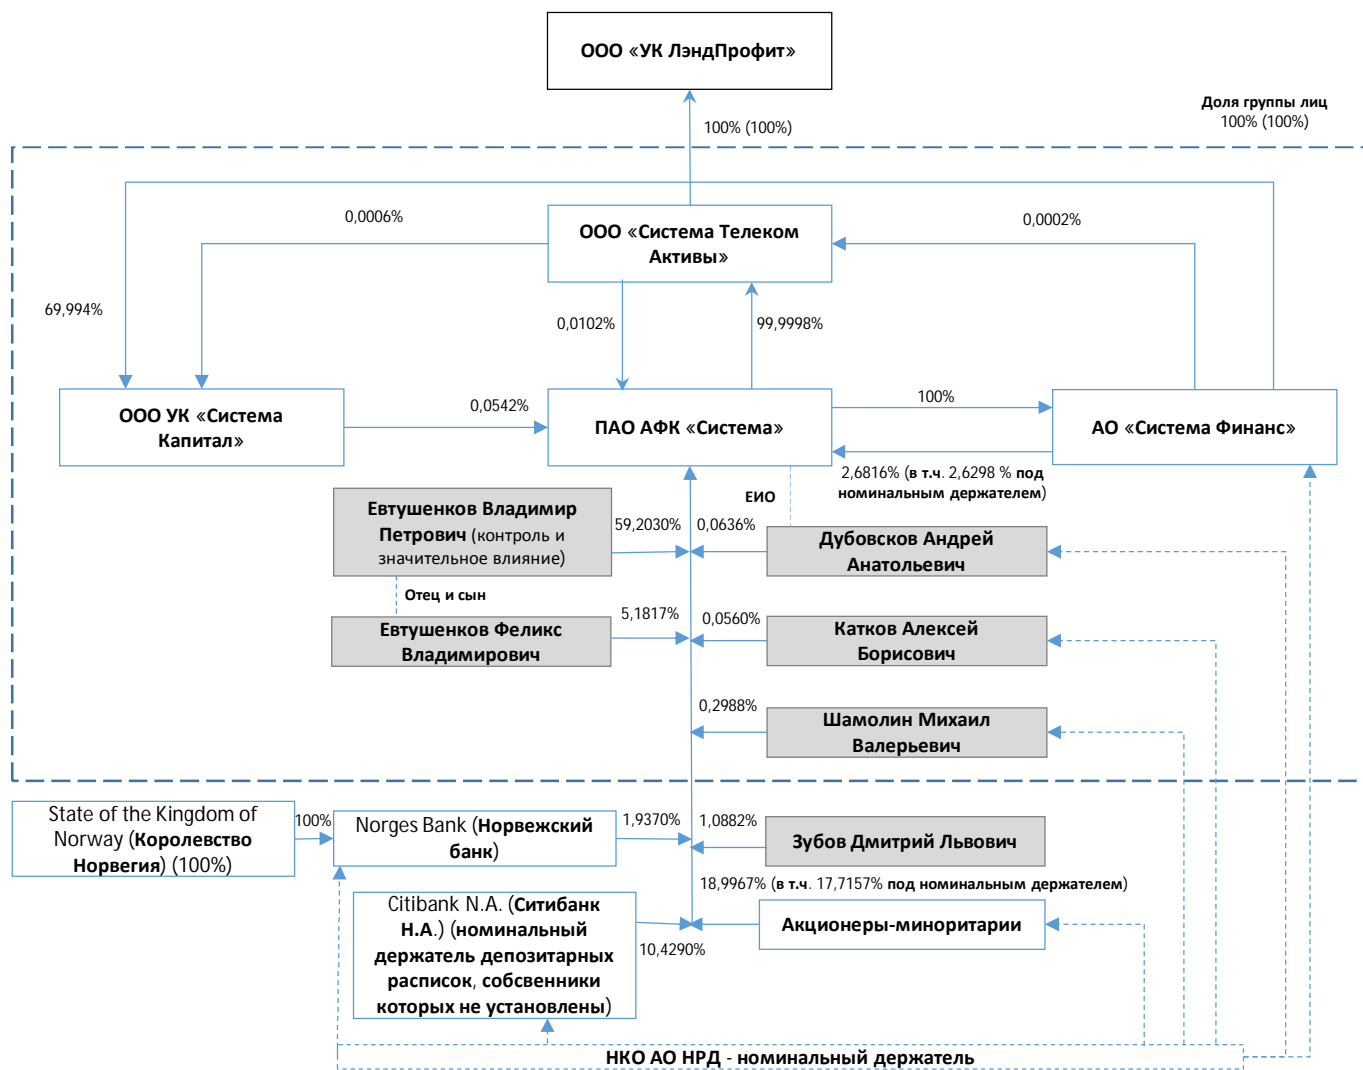 ООО «УК ЛэндПрофит»
Доля группы лиц
100% (100%)
100% (100%)
0,0006%
ООО «Система Телеком
Активы»
0,0002%
69,994%
0,0102%
99,9998%
ООО УК «Система
Капитал»
0,0542%
ПАО АФК «Система»
100%
АО «Система Финанс»
2,6816% (в т.ч. 2,6298 % под
номинальным держателем)
ЕИО
Евтушенков Владимир
Петрович (контроль и
значительное влияние)
59,2030%
0,0636%
Дубовсков Андрей
Анатольевич
Отец и сын
Евтушенков Феликс
Владимирович
5,1817%
0,0560%
Катков Алексей
Борисович
0,2988%
Шамолин Михаил
Валерьевич
State of the Kingdom of
Norway (Королевство
Норвегия) (100%)
100%
Norges Bank (Норвежский
банк)
1,9370%
1,0882%
Зубов Дмитрий Львович
18,9967% (в т.ч. 17,7157% под номинальным держателем)
Citibank N.A. (Ситибанк
Н.А.) (номинальный
держатель депозитарных
расписок, собсвенники
которых не установлены)
10,4290%
Акционеры-миноритарии
НКО АО НРД - номинальный держатель